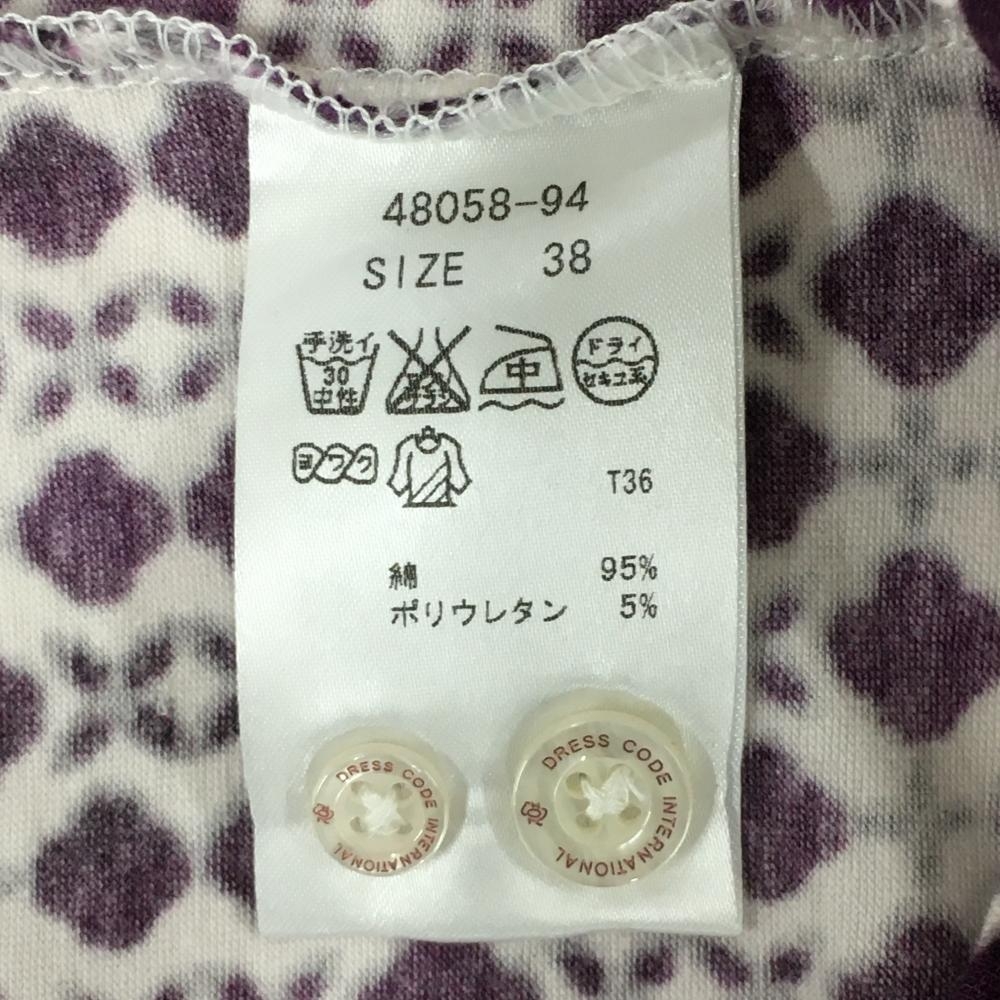 48058-94
SIZE 38
手洗イ
30
中性
中
ドライ
セキユ系
ヨワク
T36
綿 95%
ポリウレタン 5%
DRESS CODE INTERNATIONAL
DRESS CODE INTERNATIONAL